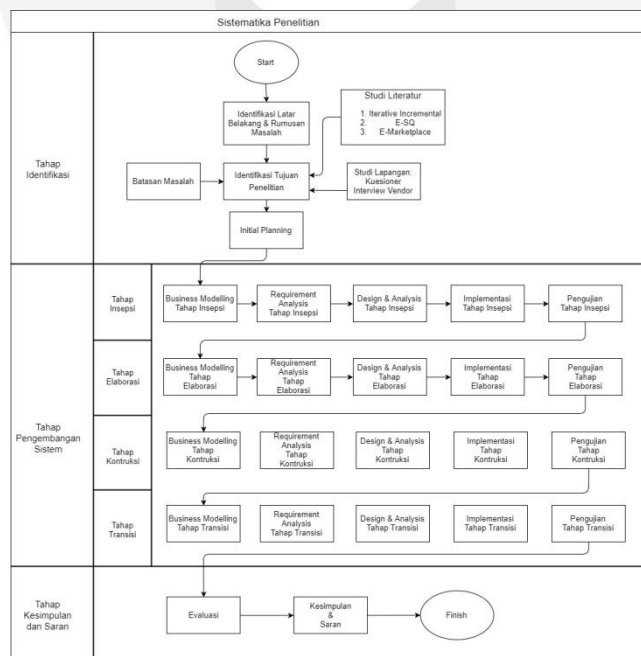 Sistematika Penelitian
Start
Identifikasi Latar
Belakang & Rumusan
Masalah
Studi Literatur
1. Iterative Incremental
2. E-SQ
3. E-Marketplace
Tahap
Identifikasi
Batasan Masalah
Identifikasi Tujuan
Penelitian
Studi Lapangan:
Kuesioner
Interview Vendor
Initial Planning
Tahap
Pengembangan
Sistem
Tahap
Insepsi
Business Modelling
Tahap Insepsi
Requirement
Analysis
Tahap Insepsi
Design & Analysis
Tahap Insepsi
Implementasi
Tahap Insepsi
Pengujian
Tahap Insepsi
Tahap
Elaborasi
Business Modelling
Tahap
Elaborasi
Requirement
Analysis
Tahap
Elaborasi
Design & Analysis
Tahap
Elaborasi
Implementasi
Tahap
Elaborasi
Pengujian
Tahap
Elaborasi
Tahap
Kontruksi
Business Modelling
Tahap
Kontruksi
Requirement
Analysis
Tahap
Kontruksi
Design & Analysis
Tahap
Kontruksi
Implementasi
Tahap
Kontruksi
Pengujian
Tahap
Kontruksi
Tahap
Transisi
Business Modelling
Tahap Transisi
Requirement
Analysis
Tahap Transisi
Design & Analysis
Tahap Transisi
Implementasi
Tahap Transisi
Pengujian
Tahap Transisi
Tahap
Kesimpulan
dan Saran
Evaluasi
Kesimpulan
&
Saran
Finish